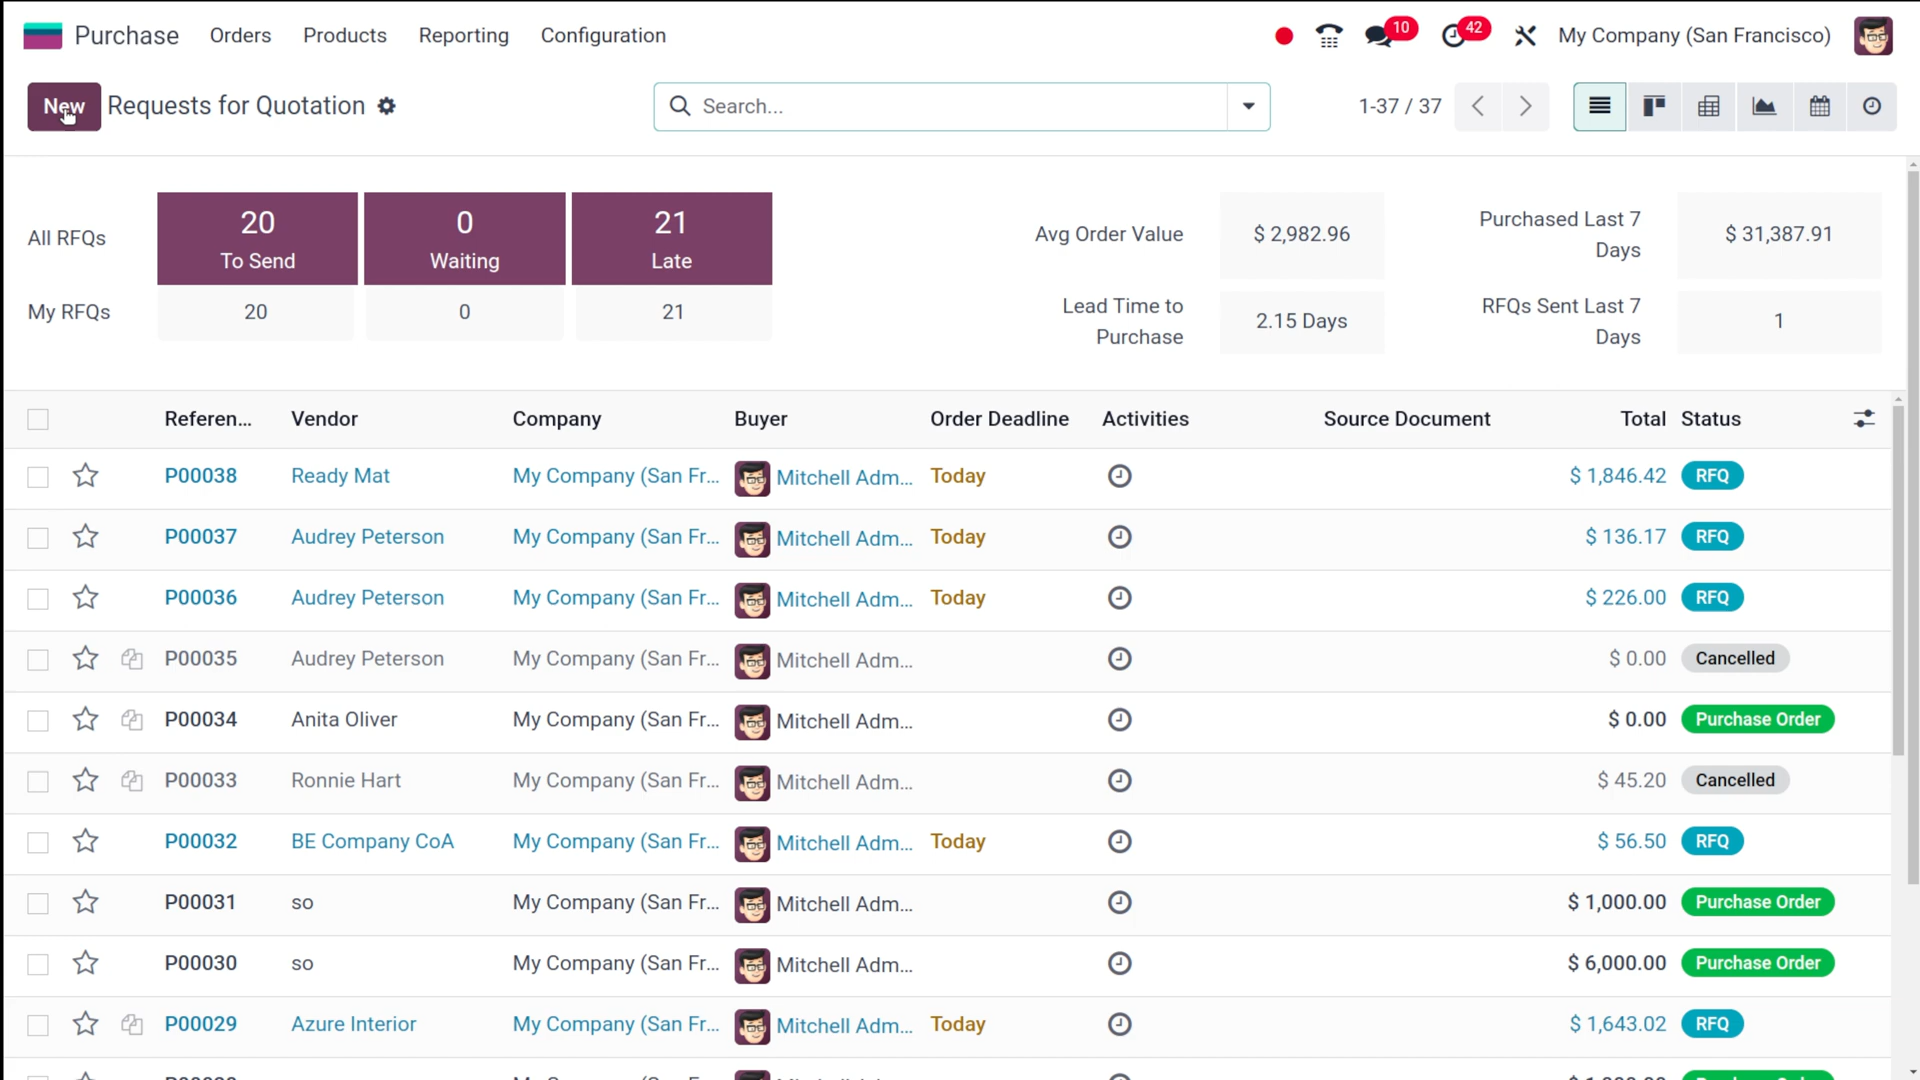 Purchase Orders Products Reporting Configuration 10 42 My Company (San Francisco)
New Requests for Quotation Search... 1-37 / 37
All RFQs 20 To Send 0 Waiting 21 Late
My RFQs 20 0 21
Avg Order Value $ 2,982.96 Purchased Last 7 Days $ 31,387.91
Lead Time to Purchase 2.15 Days RFQs Sent Last 7 Days 1
Referen... Vendor Company Buyer Order Deadline Activities Source Document Total Status
P00038 Ready Mat My Company (San Fr... Mitchell Adm... Today $ 1,846.42 RFQ
P00037 Audrey Peterson My Company (San Fr... Mitchell Adm... Today $ 136.17 RFQ
P00036 Audrey Peterson My Company (San Fr... Mitchell Adm... Today $ 226.00 RFQ
P00035 Audrey Peterson My Company (San Fr... Mitchell Adm... $ 0.00 Cancelled
P00034 Anita Oliver My Company (San Fr... Mitchell Adm... $ 0.00 Purchase Order
P00033 Ronnie Hart My Company (San Fr... Mitchell Adm... $ 45.20 Cancelled
P00032 BE Company CoA My Company (San Fr... Mitchell Adm... Today $ 56.50 RFQ
P00031 so My Company (San Fr... Mitchell Adm... $ 1,000.00 Purchase Order
P00030 so My Company (San Fr... Mitchell Adm... $ 6,000.00 Purchase Order
P00029 Azure Interior My Company (San Fr... Mitchell Adm... Today $ 1,643.02 RFQ